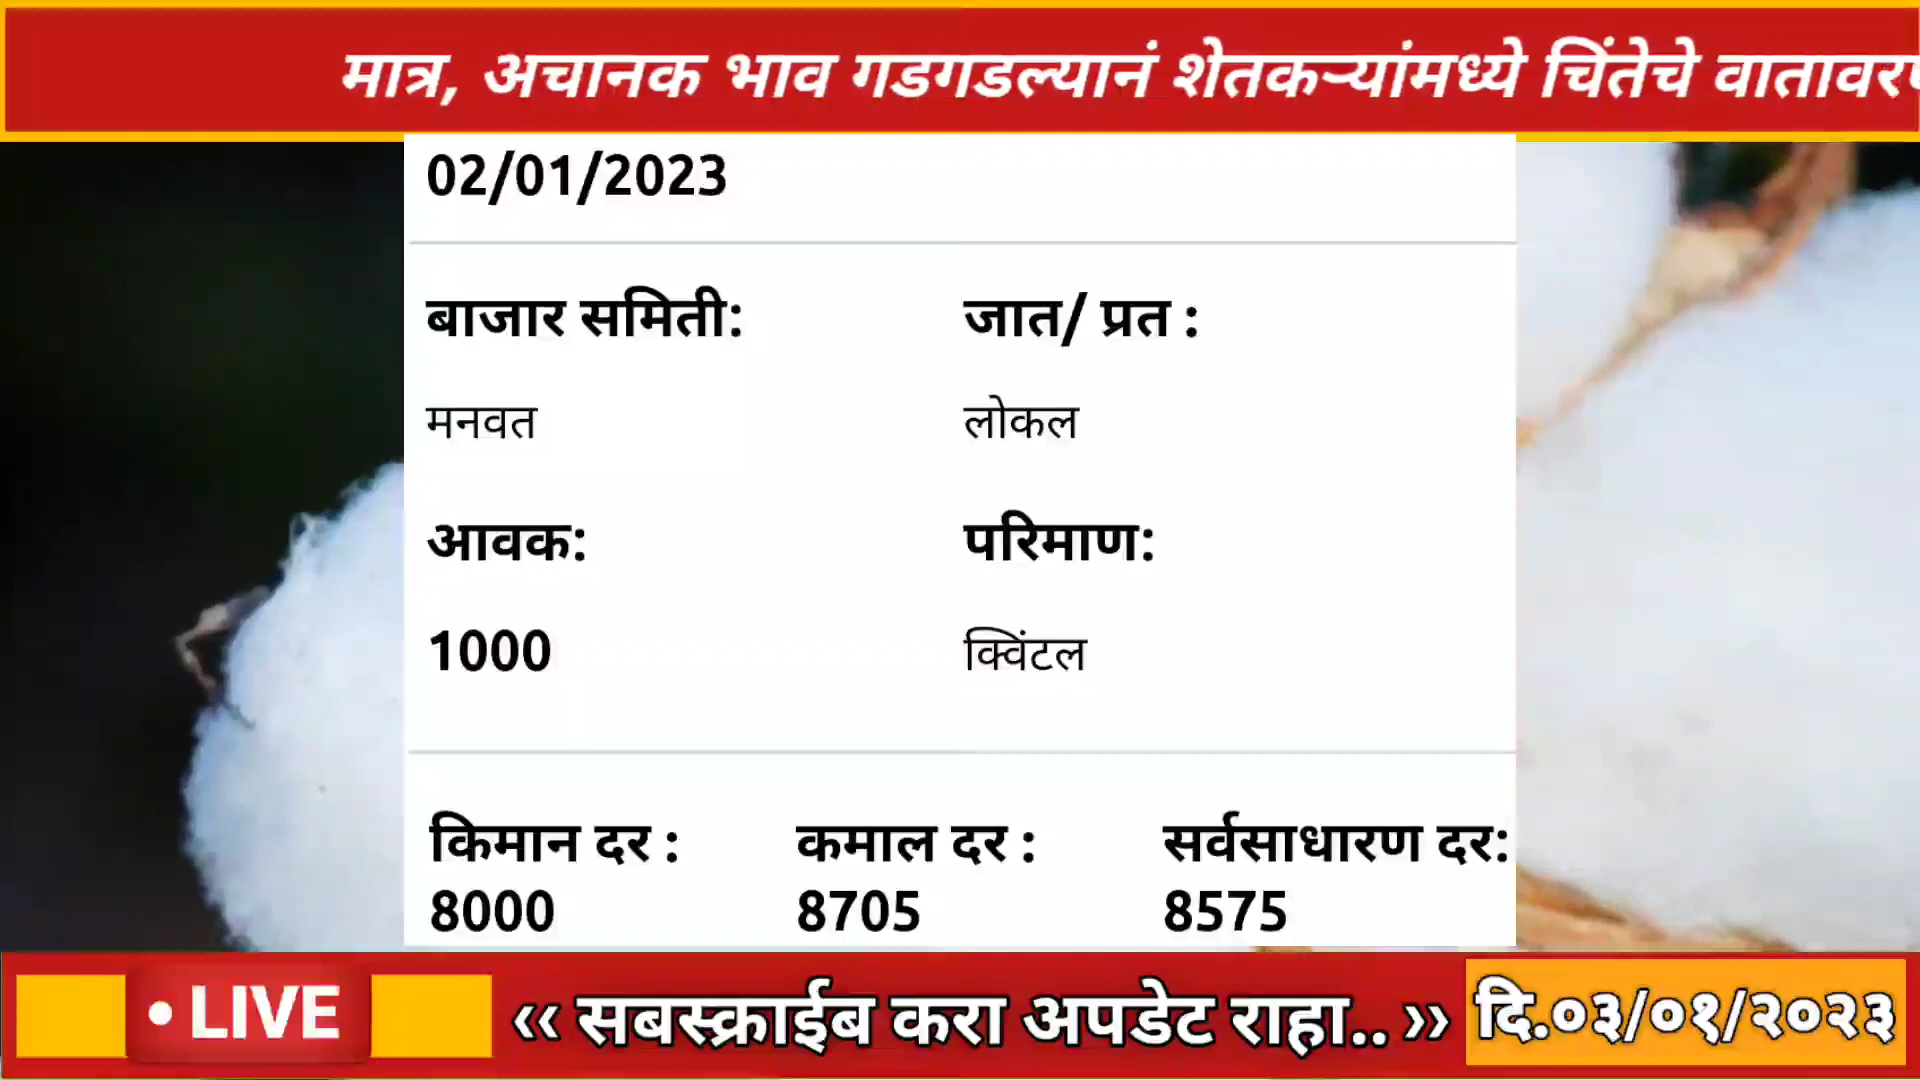 मात्र, अचानक भाव गडगडल्यानं शेतकऱ्यांमध्ये चिंतेचे
02/01/2023
बाजार समिती: जात/ प्रत :
मनवत लोकल
आवक: परिमाण:
1000 क्विंटल
किमान दर : कमाल दर : सर्वसाधारण दर:
8000 8705 8575
• LIVE « सबस्क्राईब करा अपडेट राहा.. » दि.०३/०१/२०२३